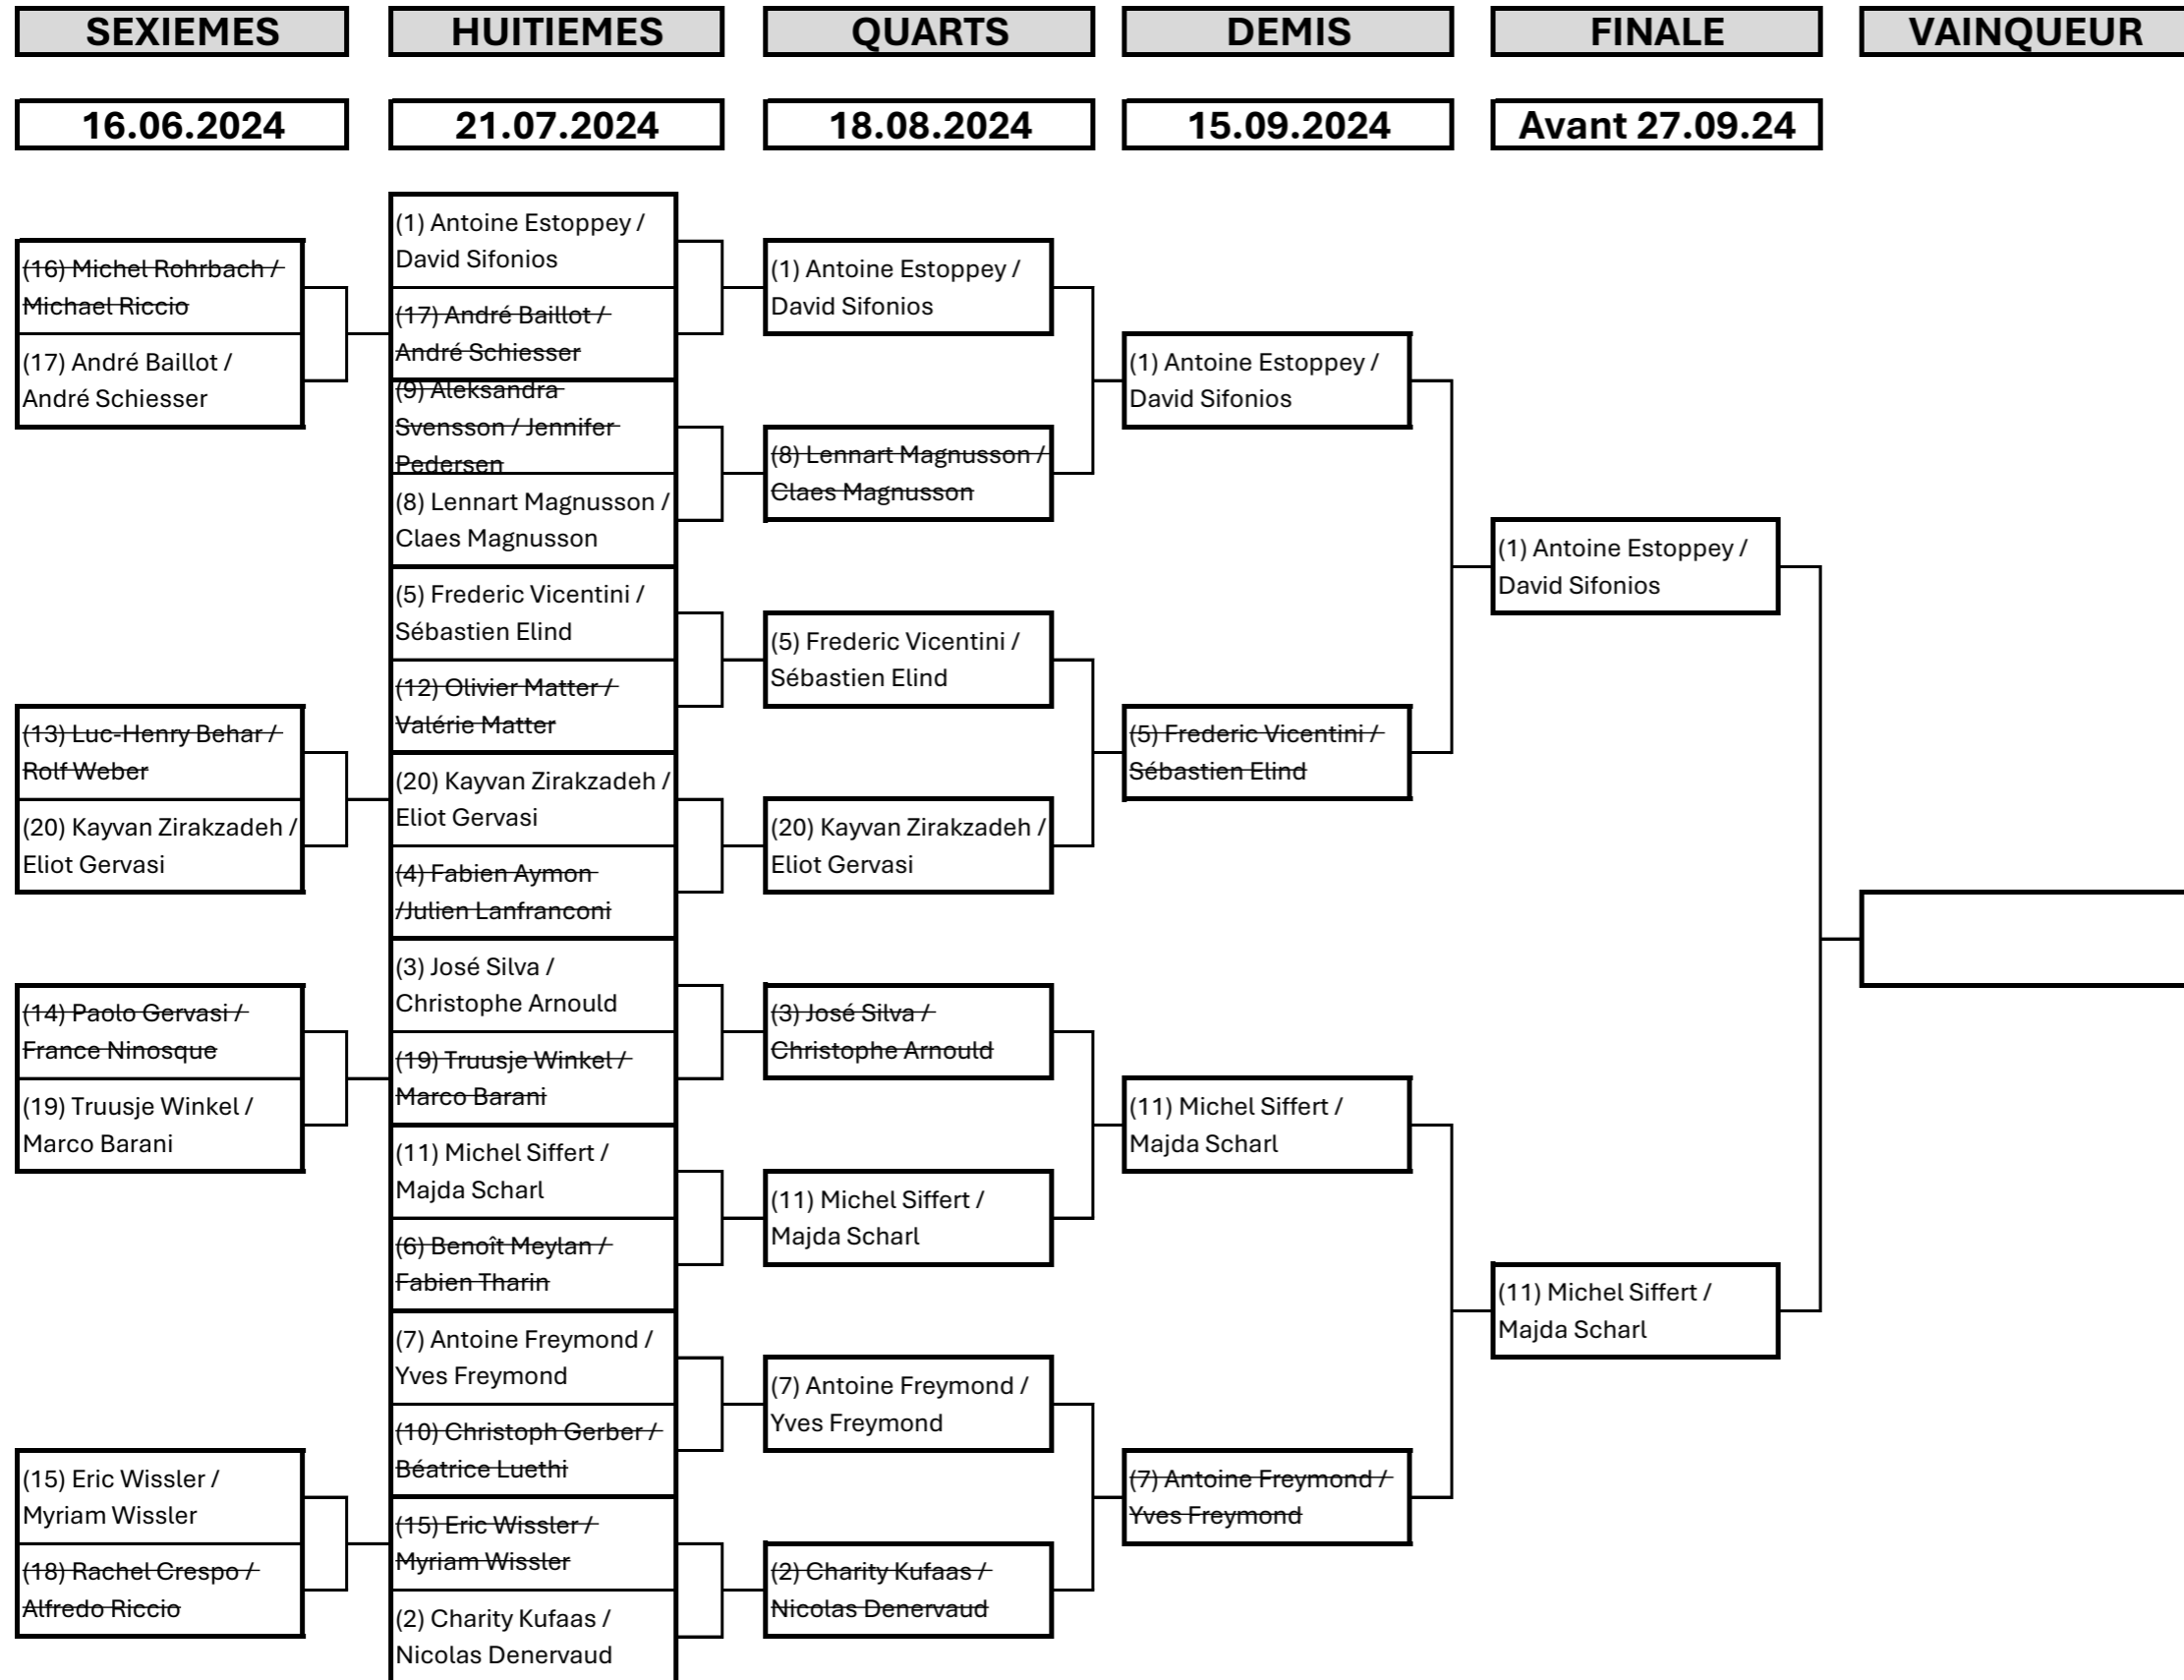 SEXIEMES
HUITIEMES
QUARTS
DEMIS
FINALE
VAINQUEUR
16.06.2024
21.07.2024
18.08.2024
15.09.2024
Avant 27.09.24
(16) Michel Rohrbach /
Michael Riccio
(17) André Baillot /
André Schiesser
(13) Luc-Henry Behar /
Rolf Weber
(20) Kayvan Zirakzadeh /
Eliot Gervasi
(14) Paolo Gervasi /
France Ninosque
(19) Truusje Winkel /
Marco Barani
(15) Eric Wissler /
Myriam Wissler
(18) Rachel Crespo /
Alfredo Riccio
(1) Antoine Estoppey /
David Sifonios
(17) André Baillot /
André Schiesser
(9) Aleksandra
Svensson / Jennifer
Pedersen
(8) Lennart Magnusson /
Claes Magnusson
(5) Frederic Vicentini /
Sébastien Elind
(12) Olivier Matter /
Valérie Matter
(20) Kayvan Zirakzadeh /
Eliot Gervasi
(4) Fabien Aymon
/Julien Lanfranconi
(3) José Silva /
Christophe Arnould
(19) Truusje Winkel /
Marco Barani
(11) Michel Siffert /
Majda Scharl
(6) Benoît Meylan /
Fabien Tharin
(7) Antoine Freymond /
Yves Freymond
(10) Christoph Gerber /
Béatrice Luethi
(15) Eric Wissler /
Myriam Wissler
(2) Charity Kufaas /
Nicolas Denervaud
(1) Antoine Estoppey /
David Sifonios
(8) Lennart Magnusson /
Claes Magnusson
(5) Frederic Vicentini /
Sébastien Elind
(20) Kayvan Zirakzadeh /
Eliot Gervasi
(3) José Silva /
Christophe Arnould
(11) Michel Siffert /
Majda Scharl
(7) Antoine Freymond /
Yves Freymond
(2) Charity Kufaas /
Nicolas Denervaud
(1) Antoine Estoppey /
David Sifonios
(5) Frederic Vicentini /
Sébastien Elind
(11) Michel Siffert /
Majda Scharl
(7) Antoine Freymond /
Yves Freymond
(1) Antoine Estoppey /
David Sifonios
(11) Michel Siffert /
Majda Scharl